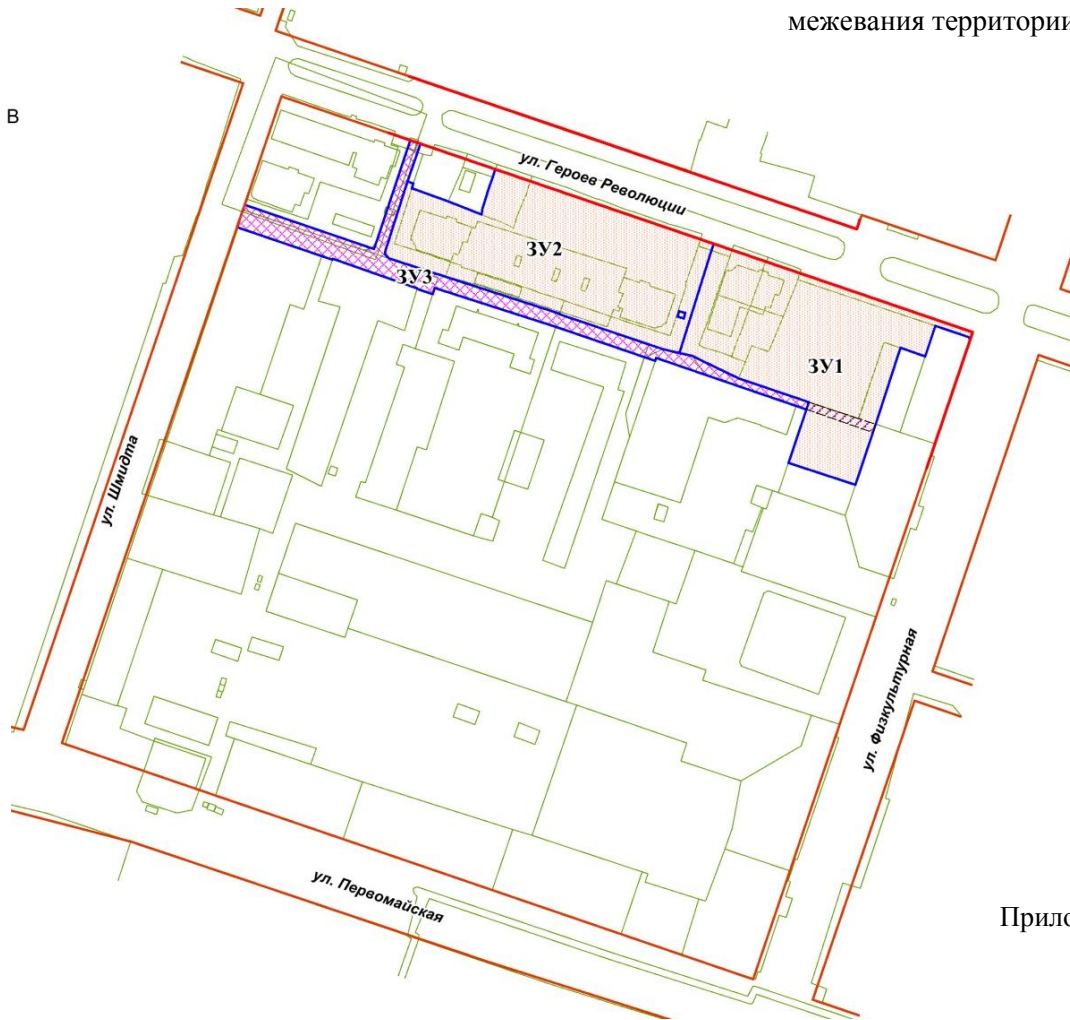 межевания территории
В
ул. Героев Революции
ЗУ2
ЗУ3
ЗУ1
ул. Шмидта
ул. Физкультурная
ул. Первомайская
Прило